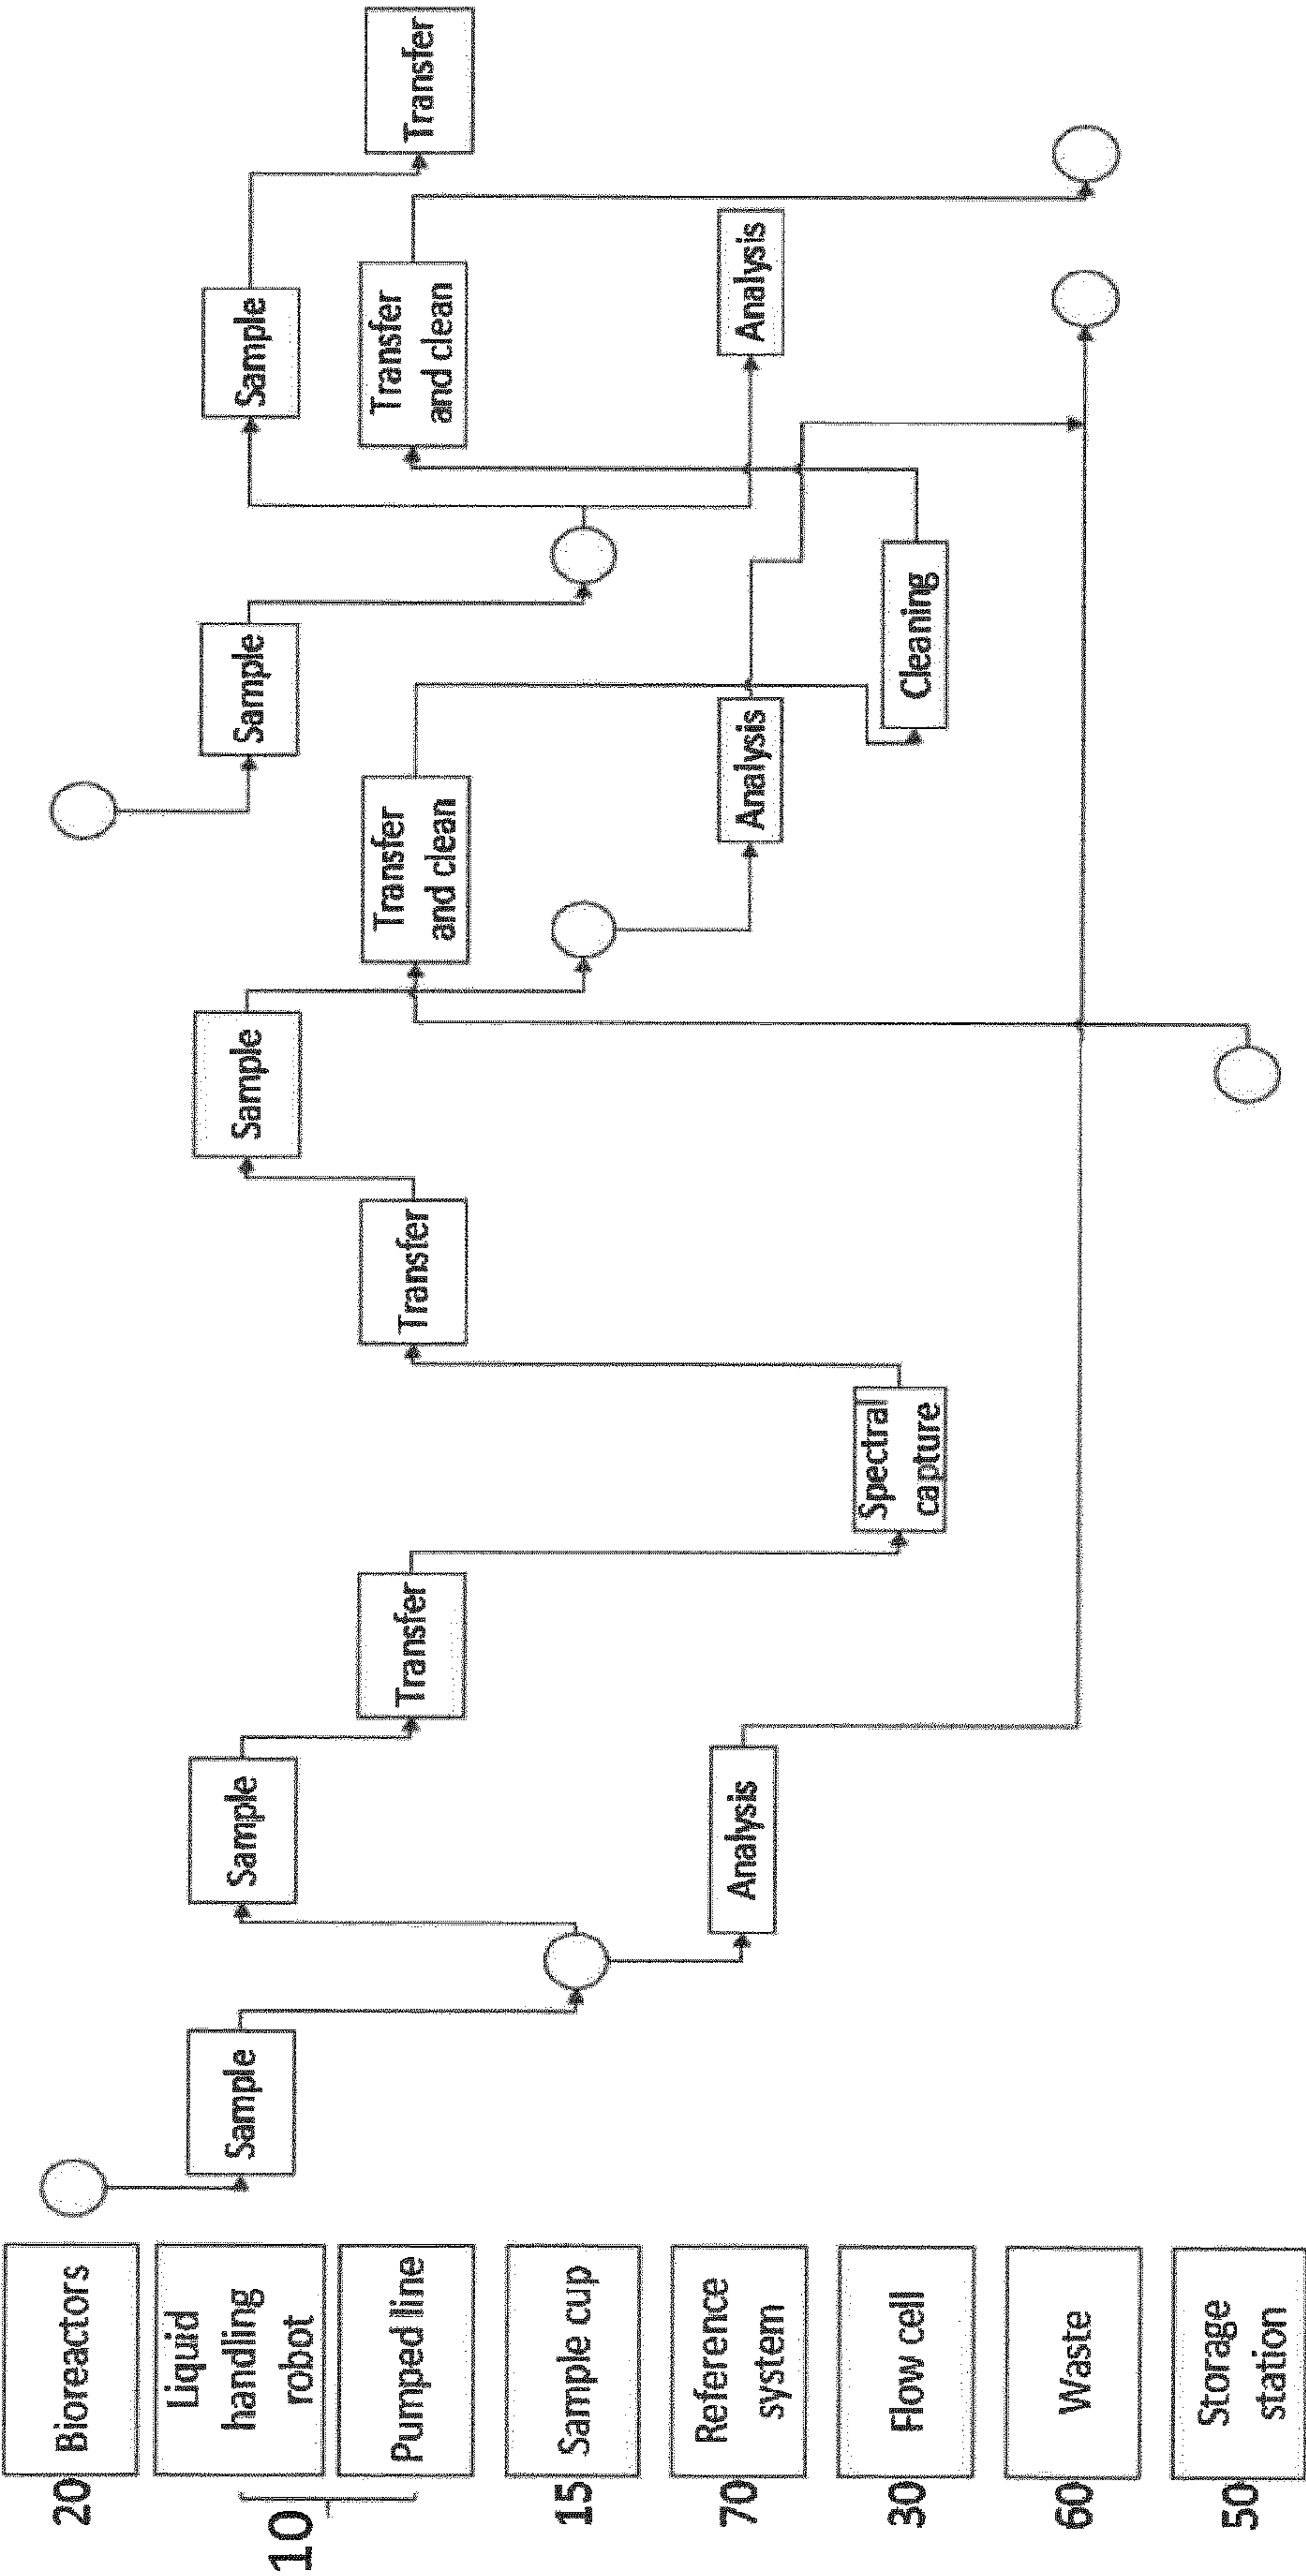 20
Bioreactors
10
Liquid
handling
robot
Sample
Sample
Sample
Sample
Sample
Pumped line
Transfer
Transfer
Transfer
and clean
Transfer
and clean
Transfer
15
Sample cup
70
Reference
system
Analysis
Analysis
Analysis
30
Flow cell
Spectral
capture
Cleaning
60
Waste
50
Storage
station